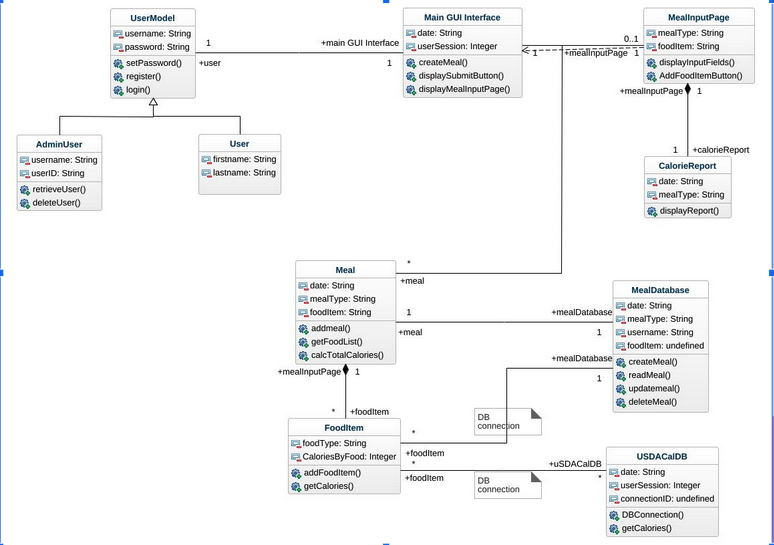 UserModel
username: String
password: String
setPassword()
register()
login()
1
+user
+main GUI Interface
1
Main GUI Interface
date: String
userSession: Integer
createMeal()
displaySubmitButton()
displayMealInputPage()
0..1
1
+mealInputPage
1
MealInputPage
mealType: String
foodItem: String
displayInputFields()
AddFoodItemButton()
+mealInputPage
1
1
+calorieReport
CalorieReport
date: String
mealType: String
displayReport()
AdminUser
username: String
userID: String
retrieveUser()
deleteUser()
User
firstname: String
lastname: String
Meal
date: String
mealType: String
foodItem: String
addmeal()
getFoodList()
calcTotalCalories()
*
+meal
1
+meal
+mealDatabase
1
+mealDatabase
1
MealDatabase
date: String
mealType: String
username: String
foodItem: undefined
createMeal()
readMeal()
updatemeal()
deleteMeal()
+mealInputPage
1
*
+foodItem
FoodItem
foodType: String
CaloriesByFood: Integer
addFoodItem()
getCalories()
*
+foodItem
*
+foodItem
DB
connection
DB
connection
+uSDACalDB
*
USDACalDB
date: String
userSession: Integer
connectionID: undefined
DBConnection()
getCalories()